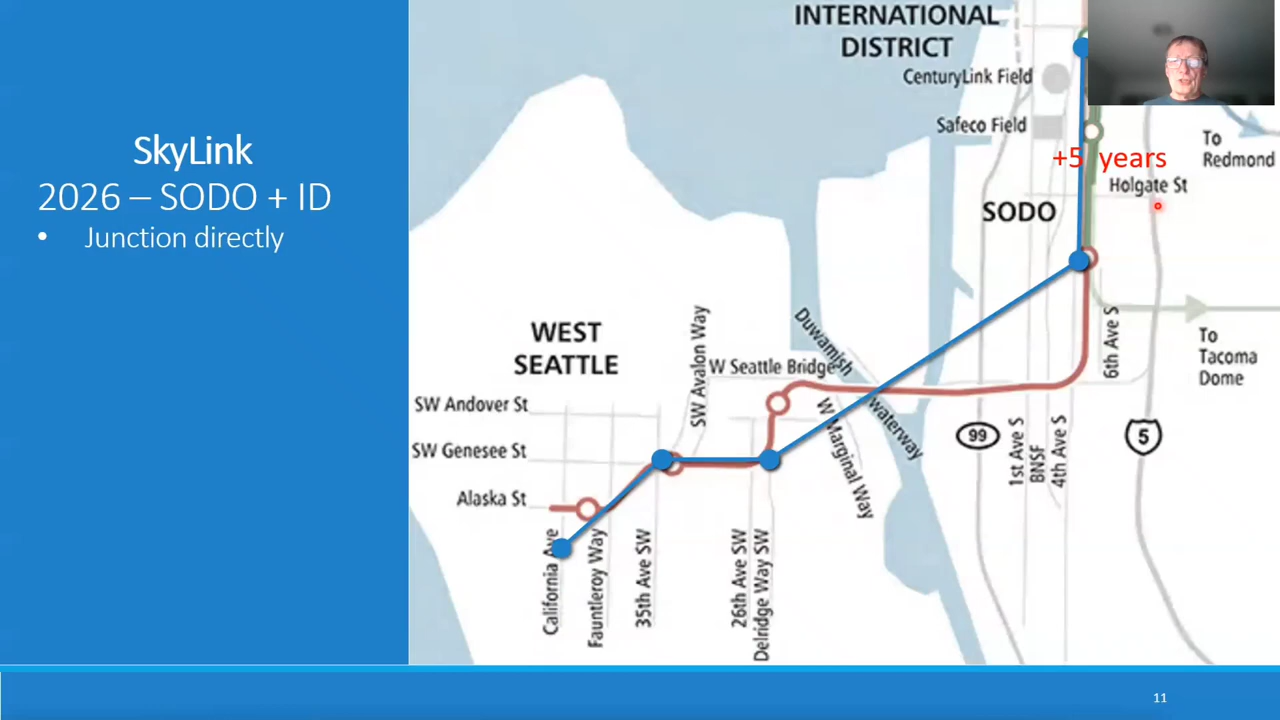 SkyLink
2026 – SODO + ID
• Junction directly
INTERNATIONAL
DISTRICT
CenturyLink Field
Safeco Field
To
Redmond
+5 years
Holgate St
SODO
Duwamish
waterway
WEST
SEATTLE
SW Avalon Way
W Seattle Bridge
6th Ave S
To
Tacoma
Dome
SW Andover St
SW Genesee St
Alaska St
W Marginal Way
99
1st Ave S
BNSF
4th Ave S
5
California Ave
Fauntleroy Way
35th Ave SW
26th Ave SW
Delridge Way SW
11